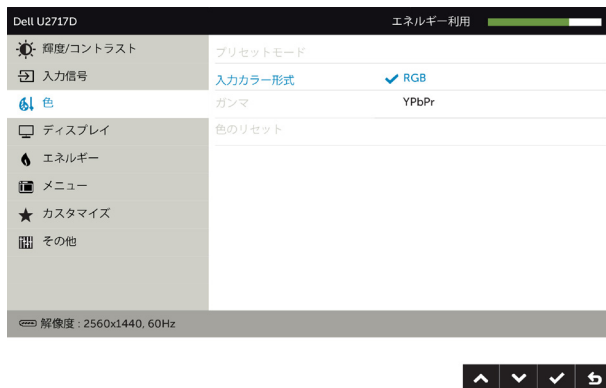 Dell U2717D エネルギー利用
輝度/コントラスト
入力信号
色
ディスプレイ
エネルギー
メニュー
カスタマイズ
その他
プリセットモード
入力カラー形式 RGB
YPbPr
ガンマ
色のリセット
解像度 : 2560x1440, 60Hz